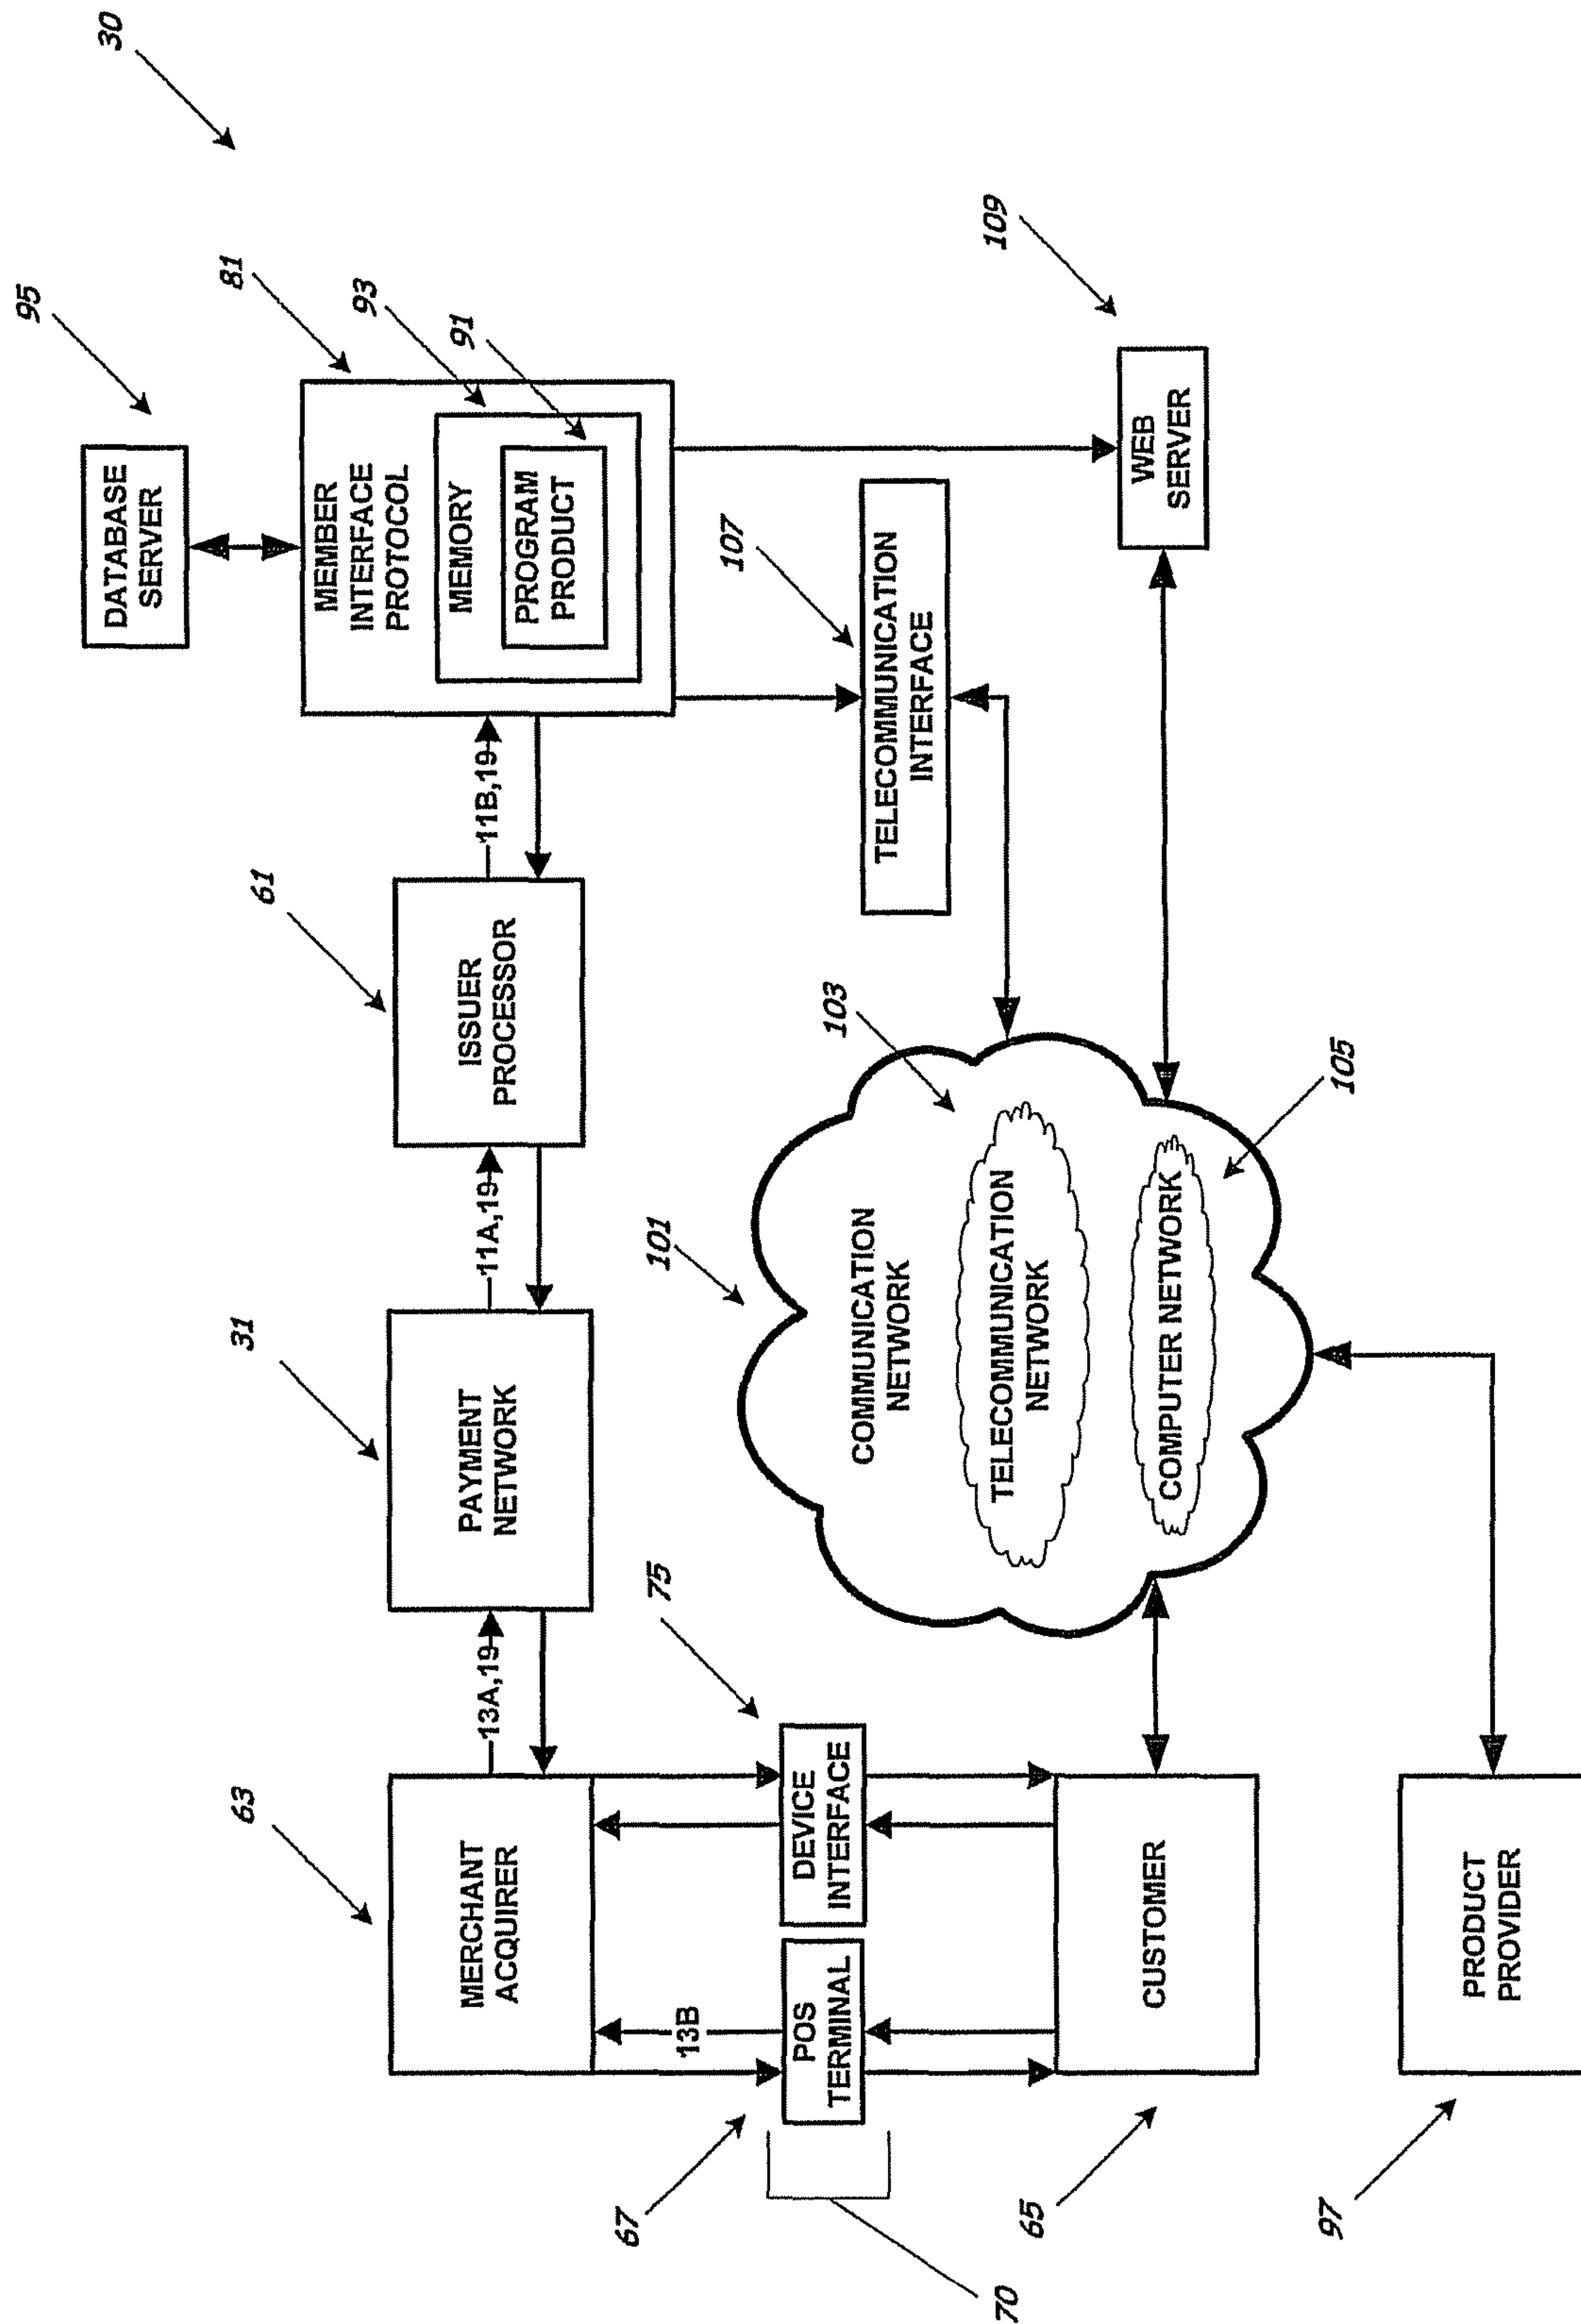 30
95
DATABASE
SERVER
81
MEMBER
INTERFACE
PROTOCOL
93
MEMORY
91
PROGRAM
PRODUCT
63
MERCHANT
ACQUIRER
13A,19
31
PAYMENT
NETWORK
11A,19
61
ISSUER
PROCESSOR
11B,19
67
13B
POS
TERMINAL
70
75
DEVICE
INTERFACE
65
CUSTOMER
101
COMMUNICATION
NETWORK
103
TELECOMMUNICATION
NETWORK
105
COMPUTER NETWORK
107
TELECOMMUNICATION
INTERFACE
109
WEB
SERVER
97
PRODUCT
PROVIDER